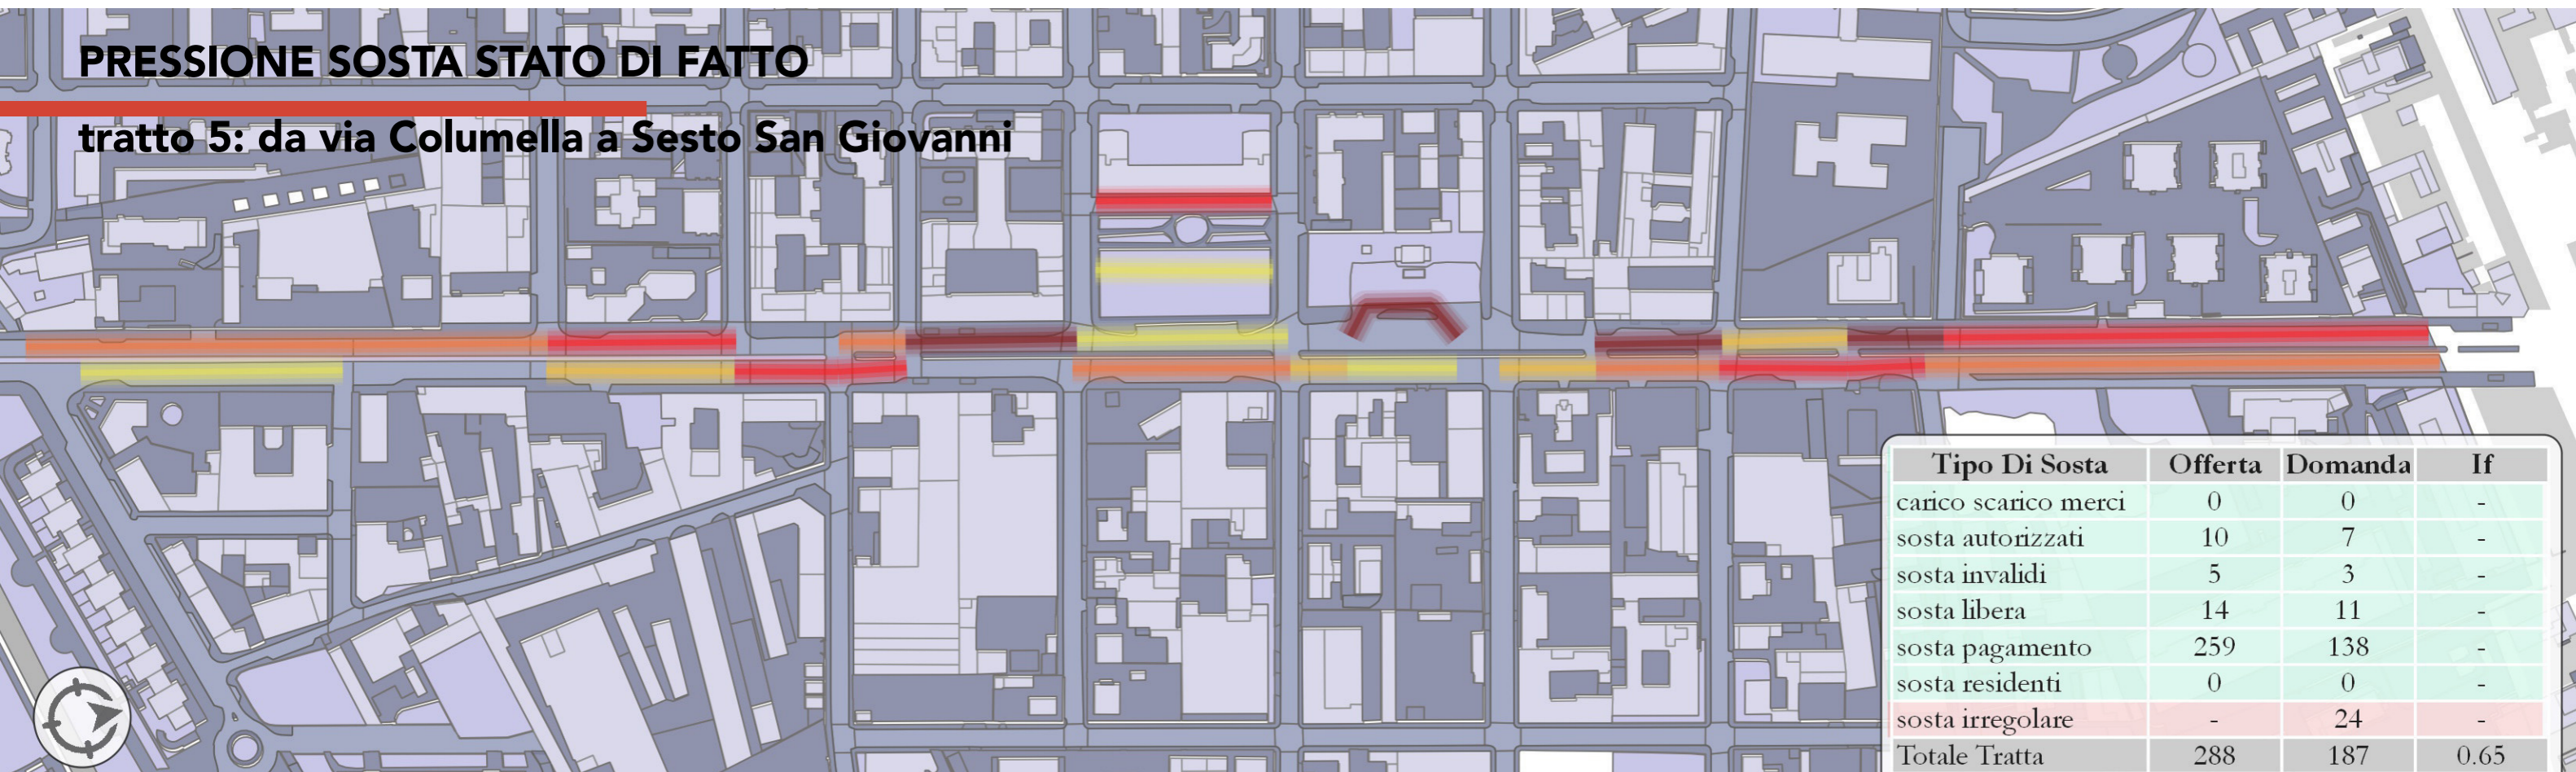 PRESSIONE SOSTA STATO DI FATTO
tratto 5: da via Columella a Sesto San Giovanni
Tipo Di Sosta Offerta Domanda If
carico scarico merci 0 0 -
sosta autorizzati 10 7 -
sosta invalidi 5 3 -
sosta libera 14 11 -
sosta pagamento 259 138 -
sosta residenti 0 0 -
sosta irregolare - 24 -
Totale Tratta 288 187 0.65